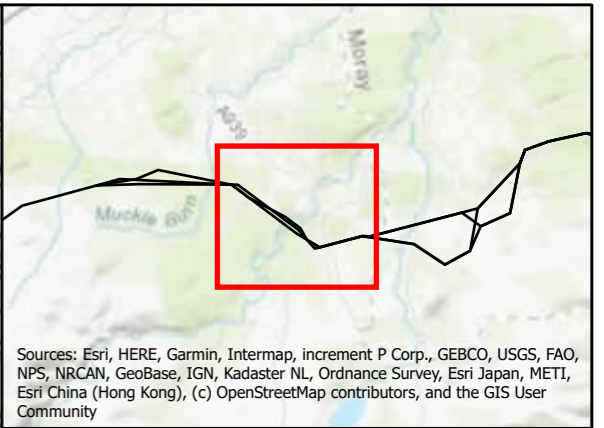 Moray
A939
Muckle Burn
Sources: Esri, HERE, Garmin, Intermap, increment P Corp., GEBCO, USGS, FAO,
NPS, NRCAN, GeoBase, IGN, Kadaster NL, Ordnance Survey, Esri Japan, METI,
Esri China (Hong Kong), (c) OpenStreetMap contributors, and the GIS User
Community